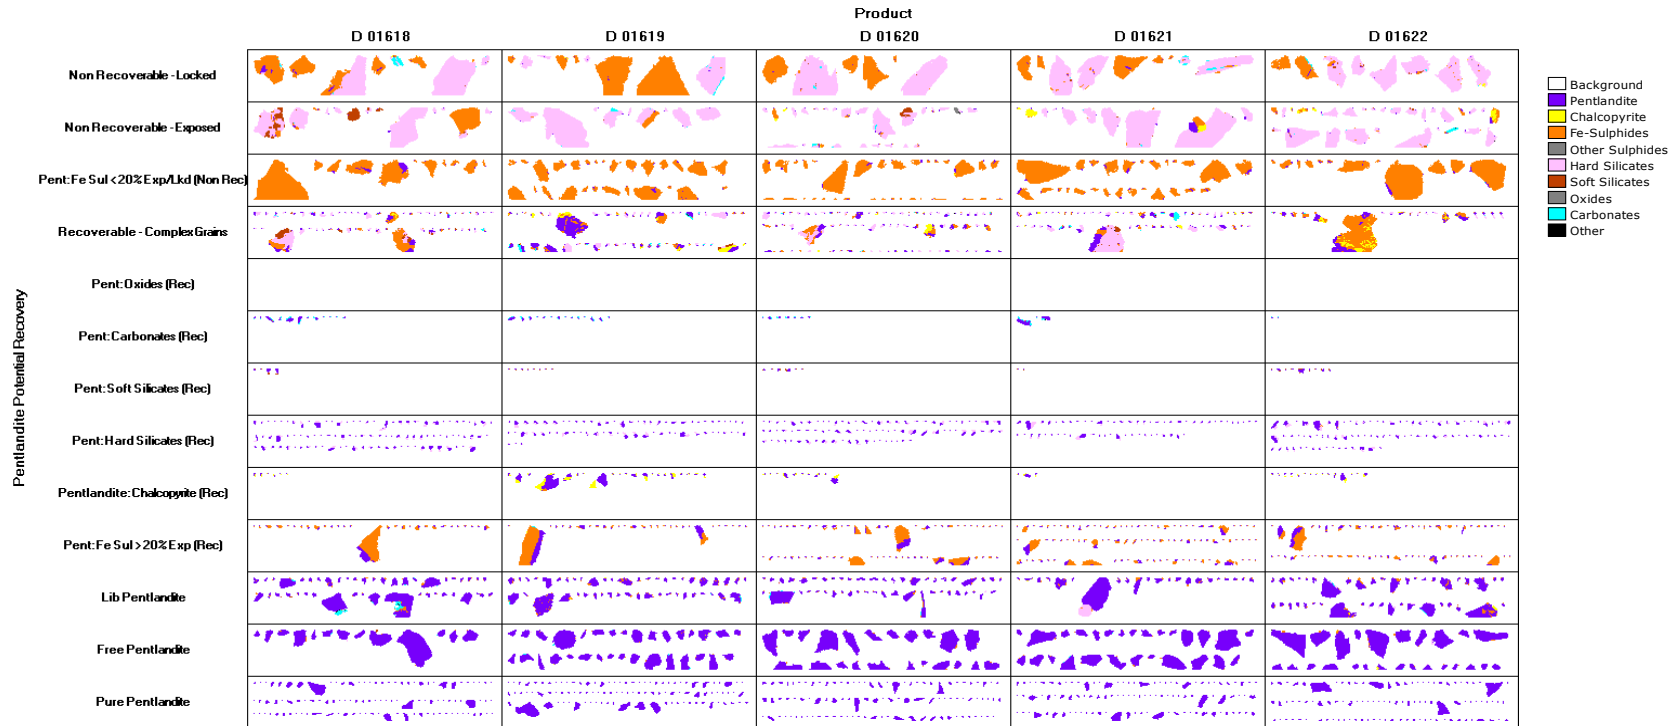 Product
D 01618 D 01619 D 01620 D 01621 D 01622
Pentlandite Potential Recovery
Non Recoverable - Locked
Non Recoverable - Exposed
Pent: Fe Sul <20% Exp/Lkd (Non Rec)
Recoverable - Complex Grains
Pent: Oxides (Rec)
Pent: Carbonates (Rec)
Pent: Soft Silicates (Rec)
Pent: Hard Silicates (Rec)
Pentlandite: Chalcopyrite (Rec)
Pent: Fe Sul > 20% Exp (Rec)
Lib Pentlandite
Free Pentlandite
Pure Pentlandite
Background
Pentlandite
Chalcopyrite
Fe-Sulphides
Other Sulphides
Hard Silicates
Soft Silicates
Oxides
Carbonates
Other